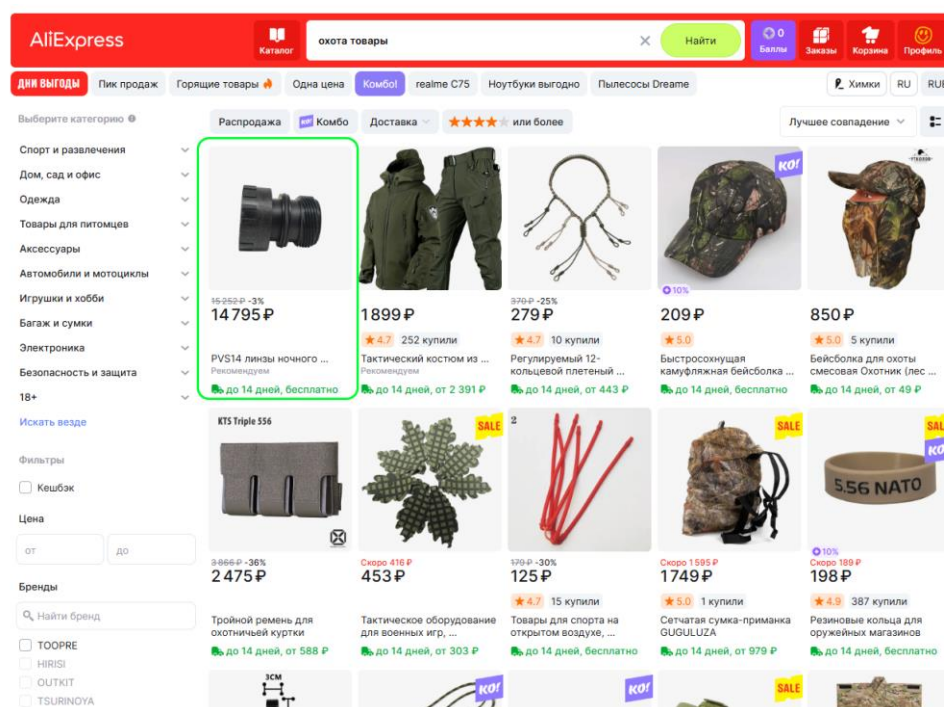 AliExpress
Каталог
охота товары
Найти
0
Баллы
Заказы
Корзина
Профиль
ДНИ ВЫГОДЫ
Пик продаж
Горящие товары
Одна цена
Комбо!
realme C75
Ноутбуки выгодно
Пылесосы Dreame
Химки
RU
RUB
Выберите категорию
Распродажа
КО! Комбо
Доставка
или более
Лучшее совпадение
Спорт и развлечения
Дом, сад и офис
Одежда
Товары для питомцев
Аксессуары
Автомобили и мотоциклы
Игрушки и хобби
Багаж и сумки
Электроника
Безопасность и защита
18+
Искать везде
Фильтры
Кешбэк
Цена
от
до
Бренды
Найти бренд
TOOPRE
HIRISI
OUTKIT
TSURINOYA
15 252 ₽ -3%
14 795 ₽
PVS14 линзы ночного ...
Рекомендуем
до 14 дней, бесплатно
1 899 ₽
4.7 252 купили
Тактический костюм из ...
Рекомендуем
до 14 дней, от 2 391 ₽
370 ₽ -25%
279 ₽
4.7 10 купили
Регулируемый 12-
кольцевой плетеный ...
до 14 дней, от 443 ₽
КО!
10%
209 ₽
5.0
Быстросохнущая
камуфляжная бейсболка ...
до 14 дней, бесплатно
850 ₽
5.0 5 купили
Бейсболка для охоты
смесовая Охотник (лес ...
до 14 дней, от 49 ₽
KTS Triple 556
3 866 ₽ -36%
2 475 ₽
Тройной ремень для
охотничьей куртки
до 14 дней, от 588 ₽
SALE
Скоро 416 ₽
453 ₽
Тактическое оборудование
для военных игр, ...
до 14 дней, от 303 ₽
2
179 ₽ -30%
125 ₽
4.7 15 купили
Товары для спорта на
открытом воздухе, ...
до 14 дней, бесплатно
SALE
Скоро 1 595 ₽
1 749 ₽
5.0 1 купили
Сетчатая сумка-приманка
GUGULUZA
до 14 дней, от 979 ₽
5.56 NATO
10%
Скоро 189 ₽
198 ₽
4.9 387 купили
Резиновые кольца для
оружейных магазинов
до 14 дней, бесплатно
3CM
КО!
КО!
SALE